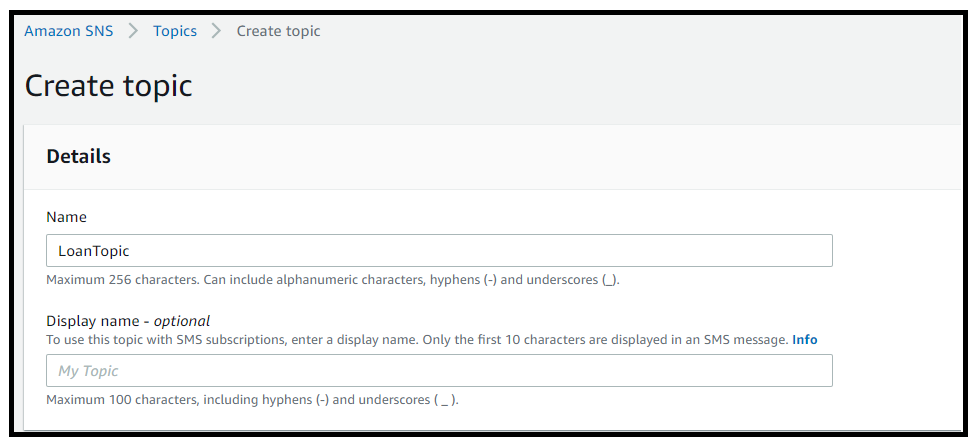 Amazon SNS > Topics > Create topic
Create topic
Details
Name
LoanTopic
Maximum 256 characters. Can include alphanumeric characters, hyphens (-) and underscores (_).
Display name - optional
To use this topic with SMS subscriptions, enter a display name. Only the first 10 characters are displayed in an SMS message. Info
My Topic
Maximum 100 characters, including hyphens (-) and underscores ( _ ).